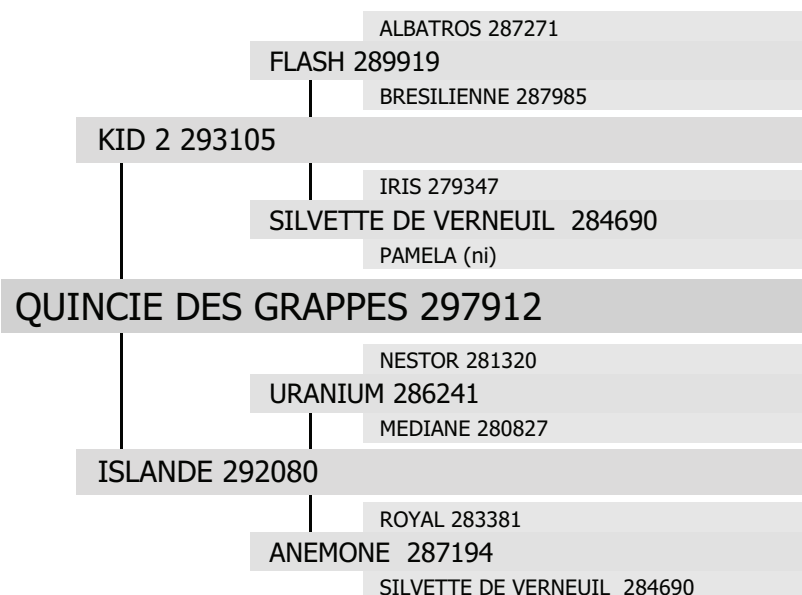 ALBATROS 287271
FLASH 289919
BRESILIENNE 287985
KID 2 293105
IRIS 279347
SILVETTE DE VERNEUIL 284690
PAMELA (ni)
QUINCIE DES GRAPPES 297912
NESTOR 281320
URANIUM 286241
MEDIANE 280827
ISLANDE 292080
ROYAL 283381
ANEMONE 287194
SILVETTE DE VERNEUIL 284690